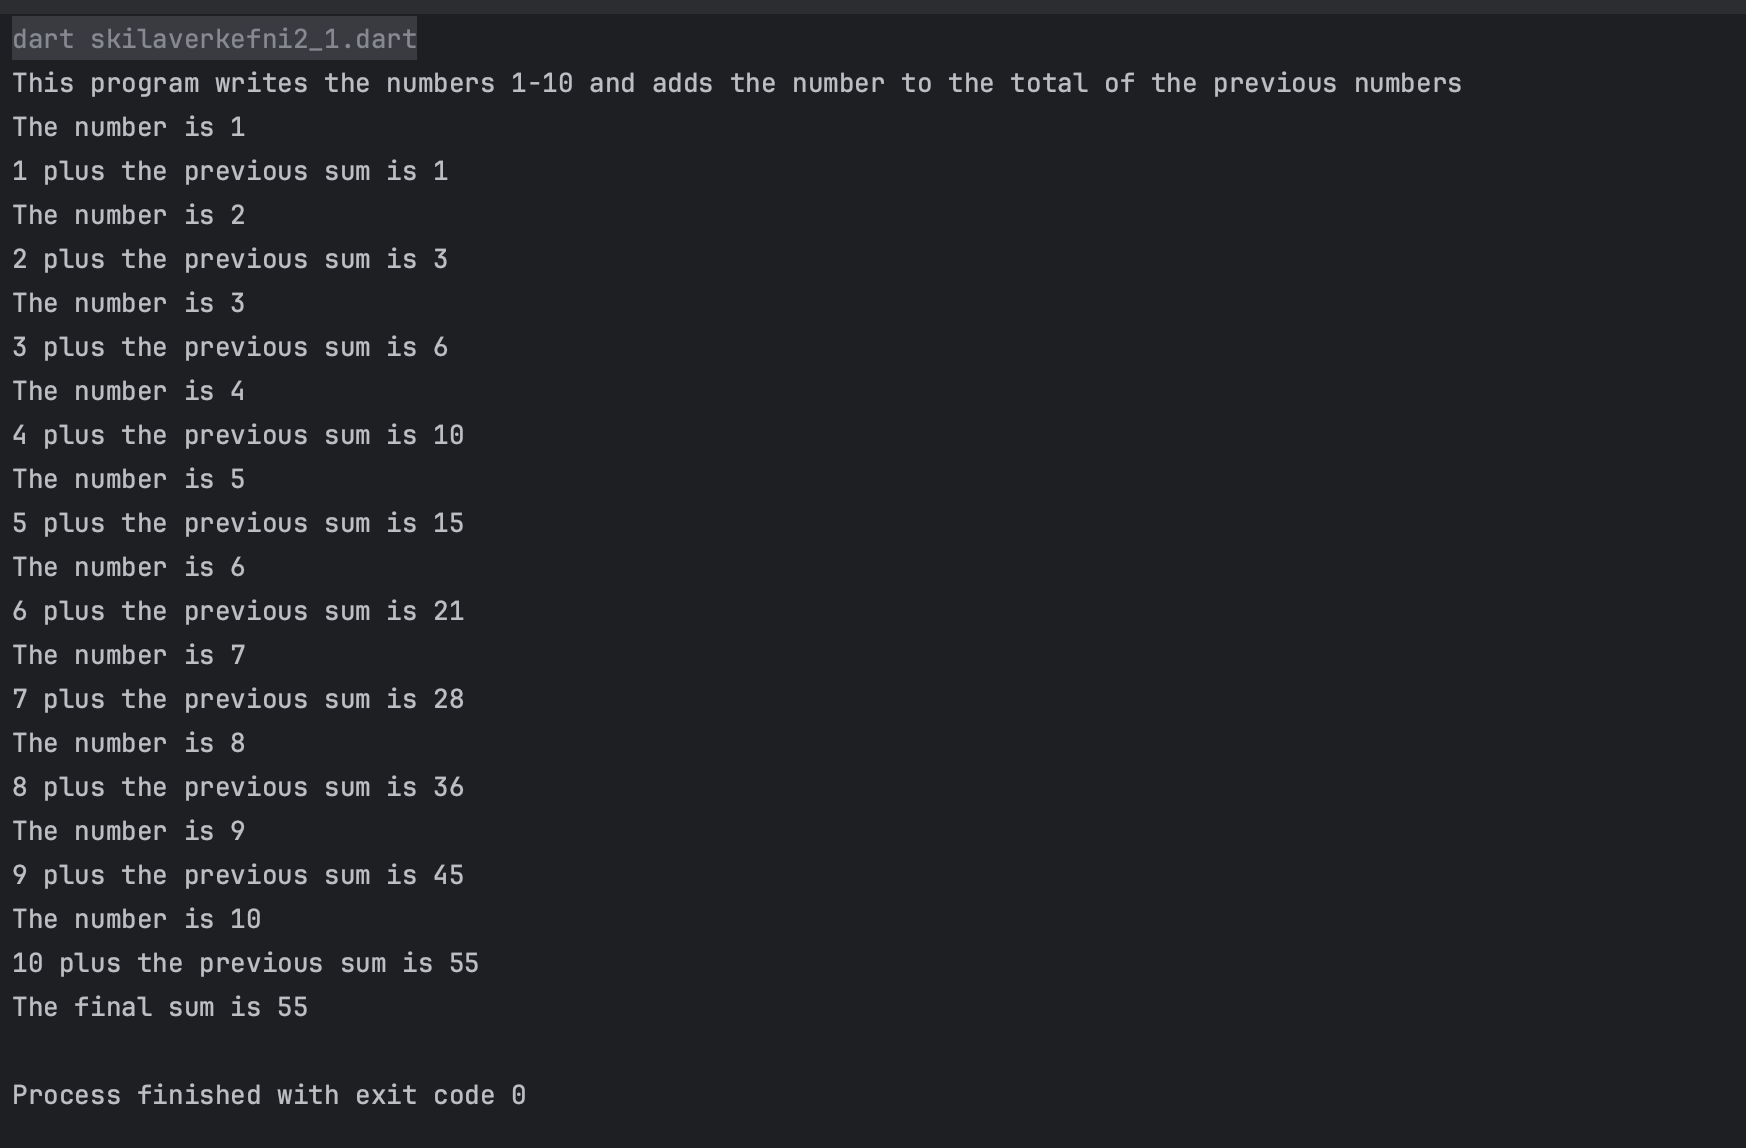 dart skilaverkefni2_1.dart
This program writes the numbers 1-10 and adds the number to the total of the previous numbers
The number is 1
1 plus the previous sum is 1
The number is 2
2 plus the previous sum is 3
The number is 3
3 plus the previous sum is 6
The number is 4
4 plus the previous sum is 10
The number is 5
5 plus the previous sum is 15
The number is 6
6 plus the previous sum is 21
The number is 7
7 plus the previous sum is 28
The number is 8
8 plus the previous sum is 36
The number is 9
9 plus the previous sum is 45
The number is 10
10 plus the previous sum is 55
The final sum is 55
Process finished with exit code 0